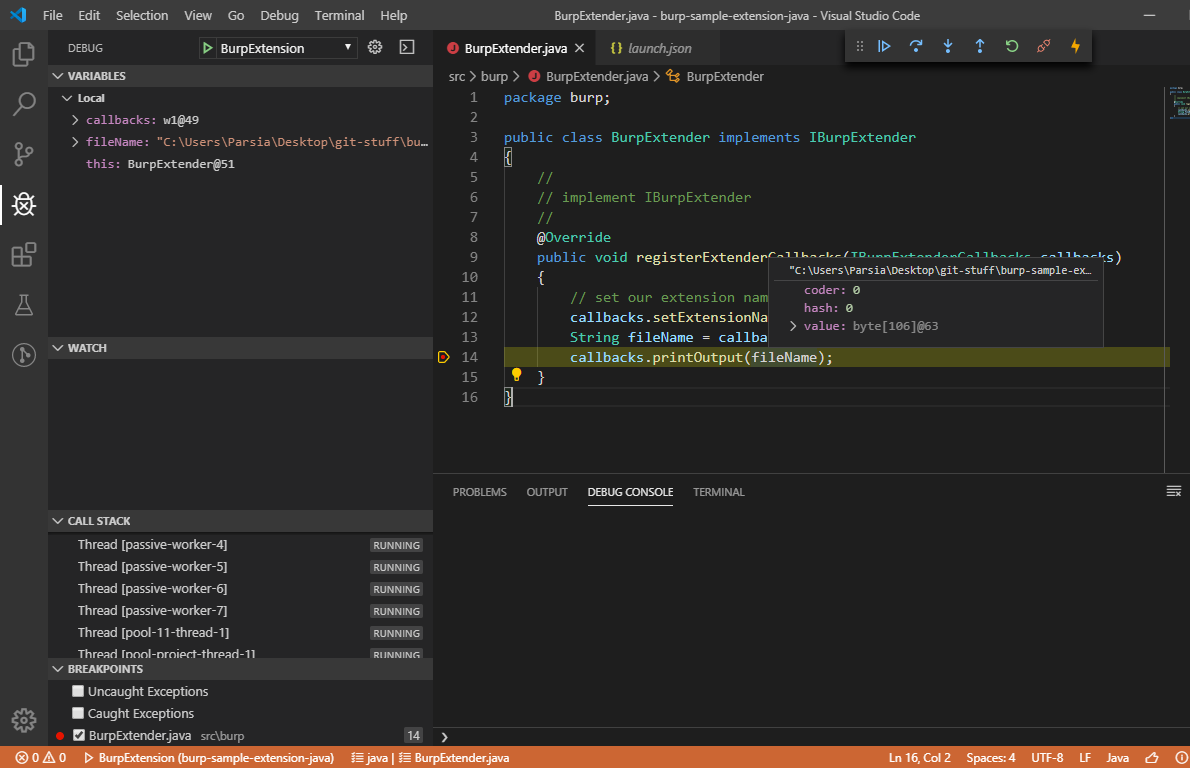 File Edit Selection View Go Debug Terminal Help BurpExtender.java - burp-sample-extension-java - Visual Studio Code
DEBUG BurpExtension
VARIABLES
Local
callbacks: w1@49
fileName: "C:\Users\Parsia\Desktop\git-stuff\bu...
this: BurpExtender@51
WATCH
CALL STACK
Thread [passive-worker-4] RUNNING
Thread [passive-worker-5] RUNNING
Thread [passive-worker-6] RUNNING
Thread [passive-worker-7] RUNNING
Thread [pool-11-thread-1] RUNNING
Thread [pool-project-thread-1] RUNNING
BREAKPOINTS
Uncaught Exceptions
Caught Exceptions
BurpExtender.java src\burp 14
BurpExtender.java launch.json
src burp BurpExtender.java BurpExtender
1 package burp;
2
3 public class BurpExtender implements IBurpExtender
4 {
5 //
6 // implement IBurpExtender
7 //
8 @Override
9 public void registerExtenderCallbacks(IBurpExtenderCallbacks callbacks)
10 {
11 // set our extension nam
12 callbacks.setExtensionNa
13 String fileName = callba
14 callbacks.printOutput(fileName);
15 }
16 }
"C:\Users\Parsia\Desktop\git-stuff\burp-sample-ex...
coder: 0
hash: 0
value: byte[106]@63
PROBLEMS OUTPUT DEBUG CONSOLE TERMINAL
0 0 BurpExtension (burp-sample-extension-java) java | BurpExtender.java Ln 16, Col 2 Spaces: 4 UTF-8 LF Java